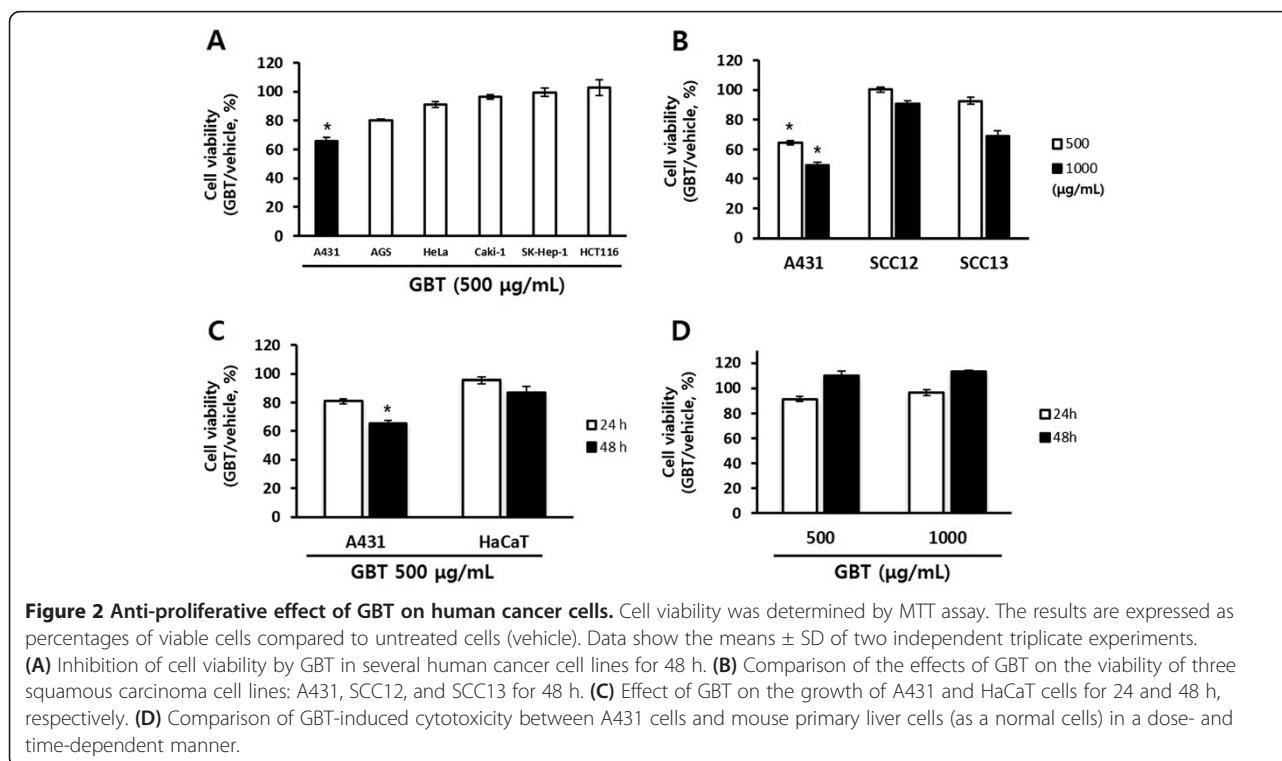 A
Cell viability
(GBT/vehicle, %)
120
100
80
60
40
20
0
*
A431 AGS HeLa Caki-1 SK-Hep-1 HCT116
GBT (500 µg/mL)
B
Cell viability
(GBT/vehicle, %)
120
100
80
60
40
20
0
*
*
500
1000
(µg/mL)
A431 SCC12 SCC13
C
Cell viability
(GBT/vehicle, %)
120
100
80
60
40
20
0
*
24 h
48 h
A431 HaCaT
GBT 500 µg/mL
D
Cell viability
(GBT/vehicle, %)
120
100
80
60
40
20
0
24h
48h
500 1000
GBT (µg/mL)
Figure 2 Anti-proliferative effect of GBT on human cancer cells. Cell viability was determined by MTT assay. The results are expressed as
percentages of viable cells compared to untreated cells (vehicle). Data show the means ± SD of two independent triplicate experiments.
(A) Inhibition of cell viability by GBT in several human cancer cell lines for 48 h. (B) Comparison of the effects of GBT on the viability of three
squamous carcinoma cell lines: A431, SCC12, and SCC13 for 48 h. (C) Effect of GBT on the growth of A431 and HaCaT cells for 24 and 48 h,
respectively. (D) Comparison of GBT-induced cytotoxicity between A431 cells and mouse primary liver cells (as a normal cells) in a dose- and
time-dependent manner.